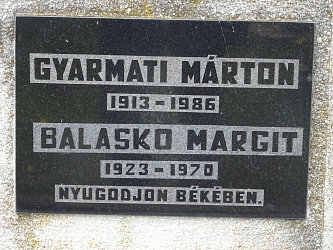 GYARMATI MÁRTON
1913-1986
BALASKO MARGIT
1923-1970
NYUGODJON BÉKÉBEN.